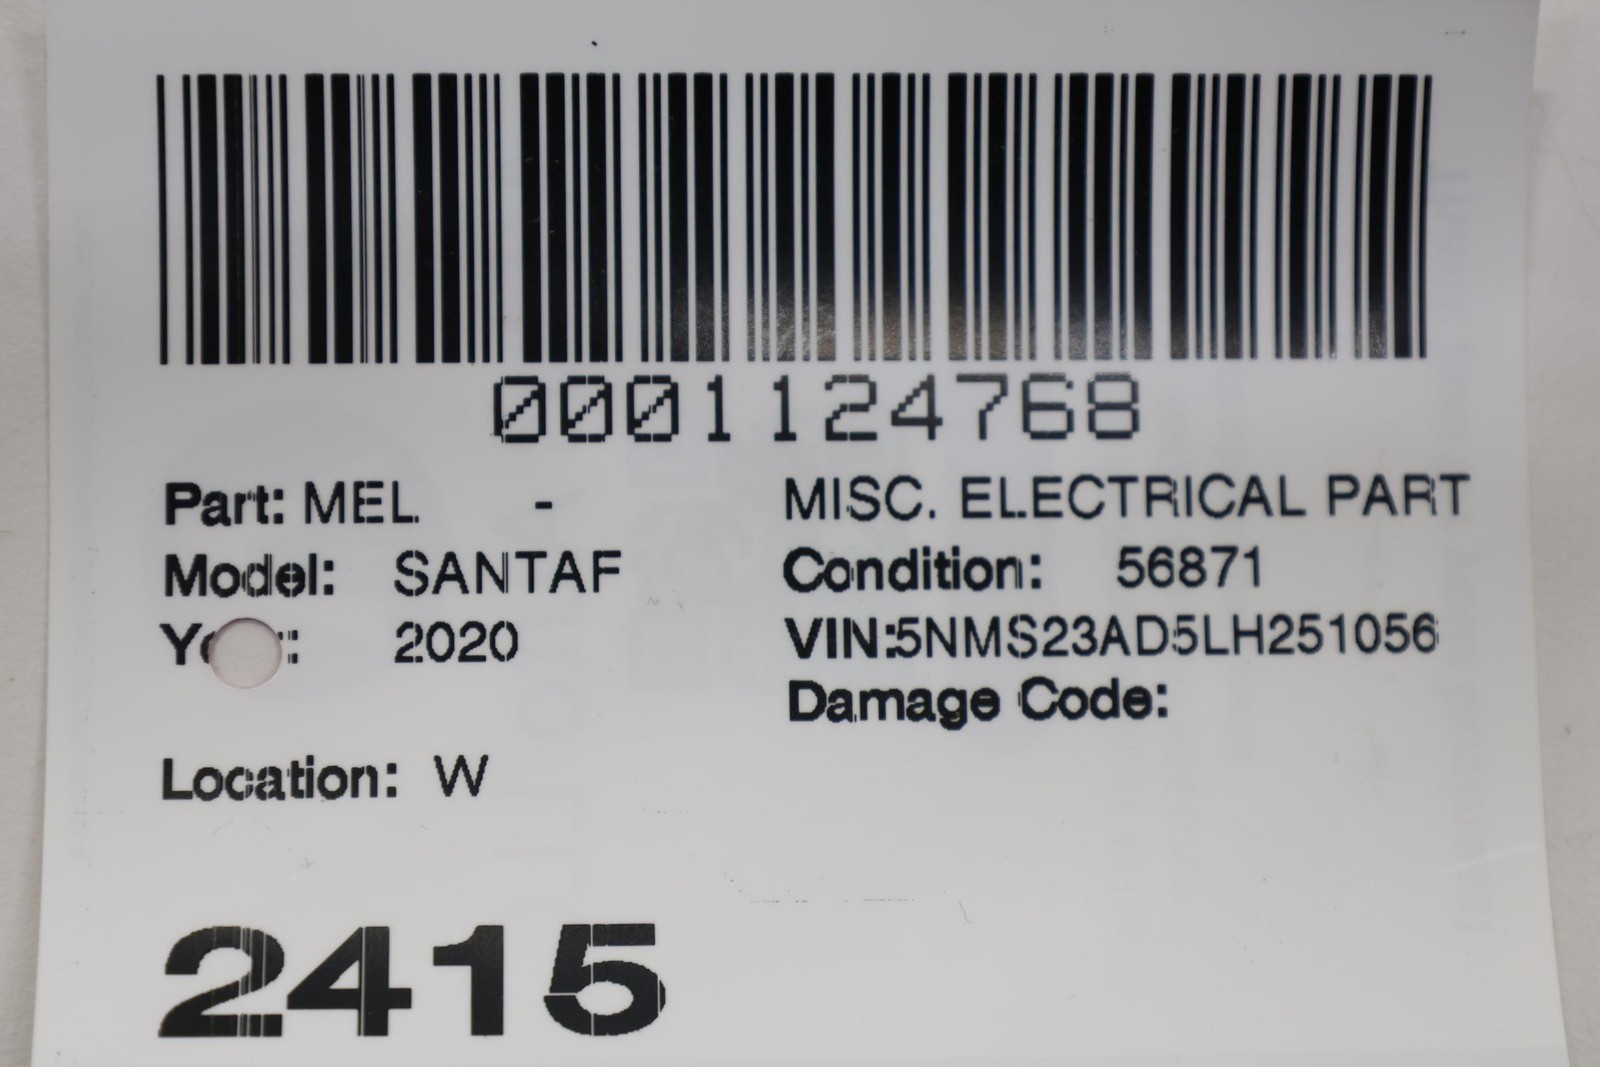 0001124768
Part: MEL - MISC. ELECTRICAL PART
Model: SANTAF Condition: 56871
2020 VIN:5NMS23AD5LH251056
Damage Code:
Location: W
2415